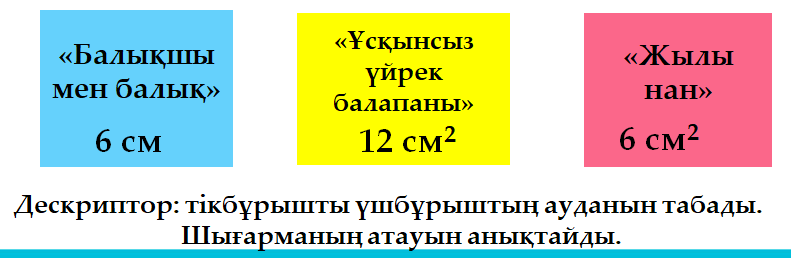 «Балықшы
мен балық»
6 см
«Ұсқынсыз
үйрек
балапаны»
12 см²
«Жылы
нан»
6 см²
Дескриптор: тікбұрышты үшбұрыштың ауданын табады.
Шығарманың атауын анықтайды.